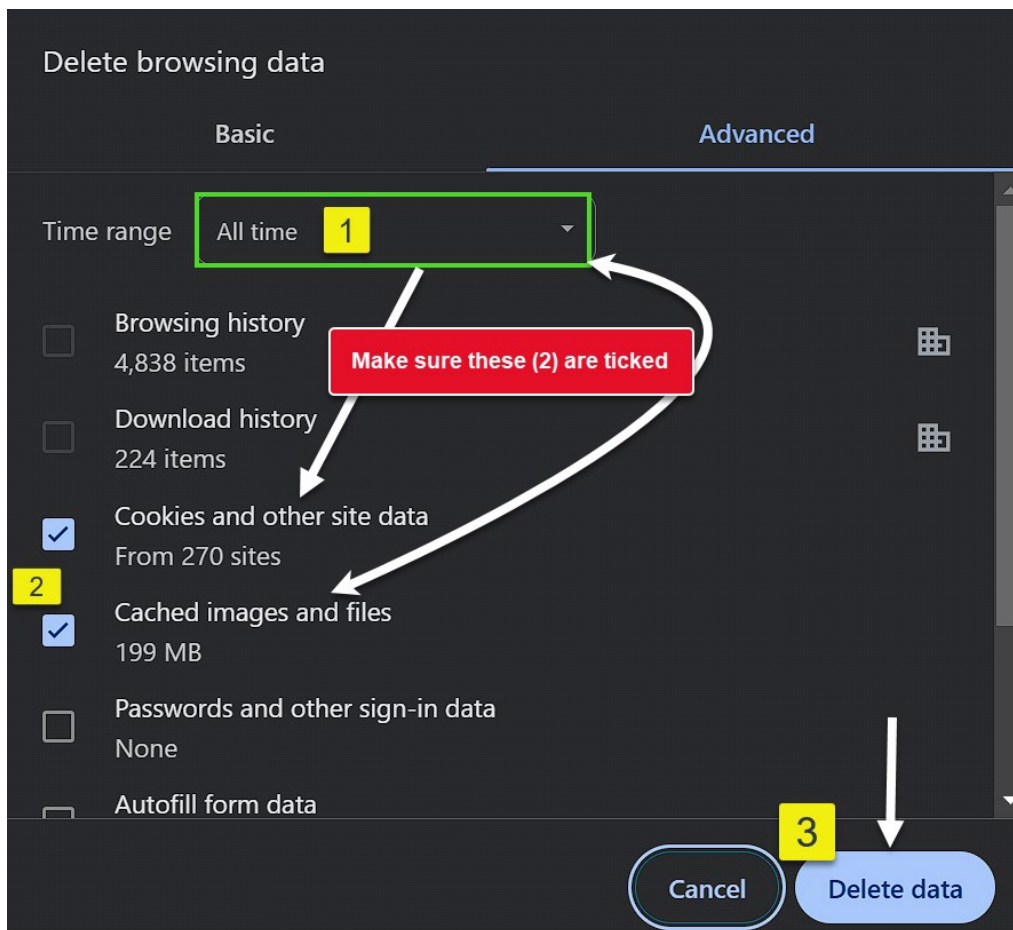 Delete browsing data
Basic Advanced
Time range All time 1
Browsing history
4,838 items
Make sure these (2) are ticked
Download history
224 items
Cookies and other site data
From 270 sites
2
Cached images and files
199 MB
Passwords and other sign-in data
None
Autofill form data
3
Cancel Delete data